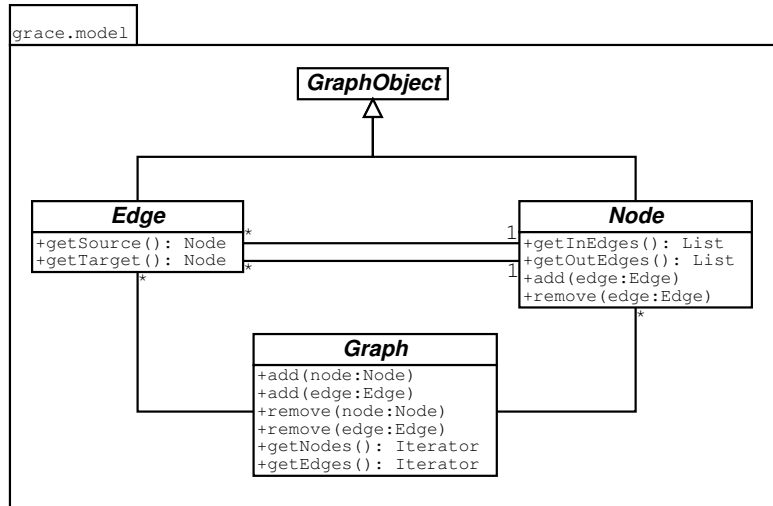 grace.model
GraphObject
Edge
+getSource(): Node
+getTarget(): Node
*
*
*
1
1
Node
+getInEdges(): List
+getOutEdges(): List
+add(edge:Edge)
+remove(edge:Edge)
*
Graph
+add(node:Node)
+add(edge:Edge)
+remove(node:Node)
+remove(edge:Edge)
+getNodes(): Iterator
+getEdges(): Iterator